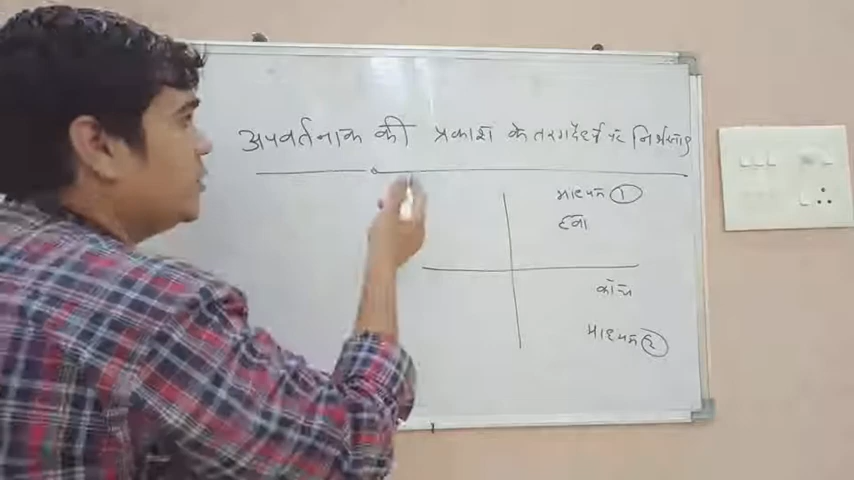 अपवर्तनांक की प्रकाश के तरंगदैर्ध्य पर निर्भरता
माध्यम 1
हवा
काँच
माध्यम 2